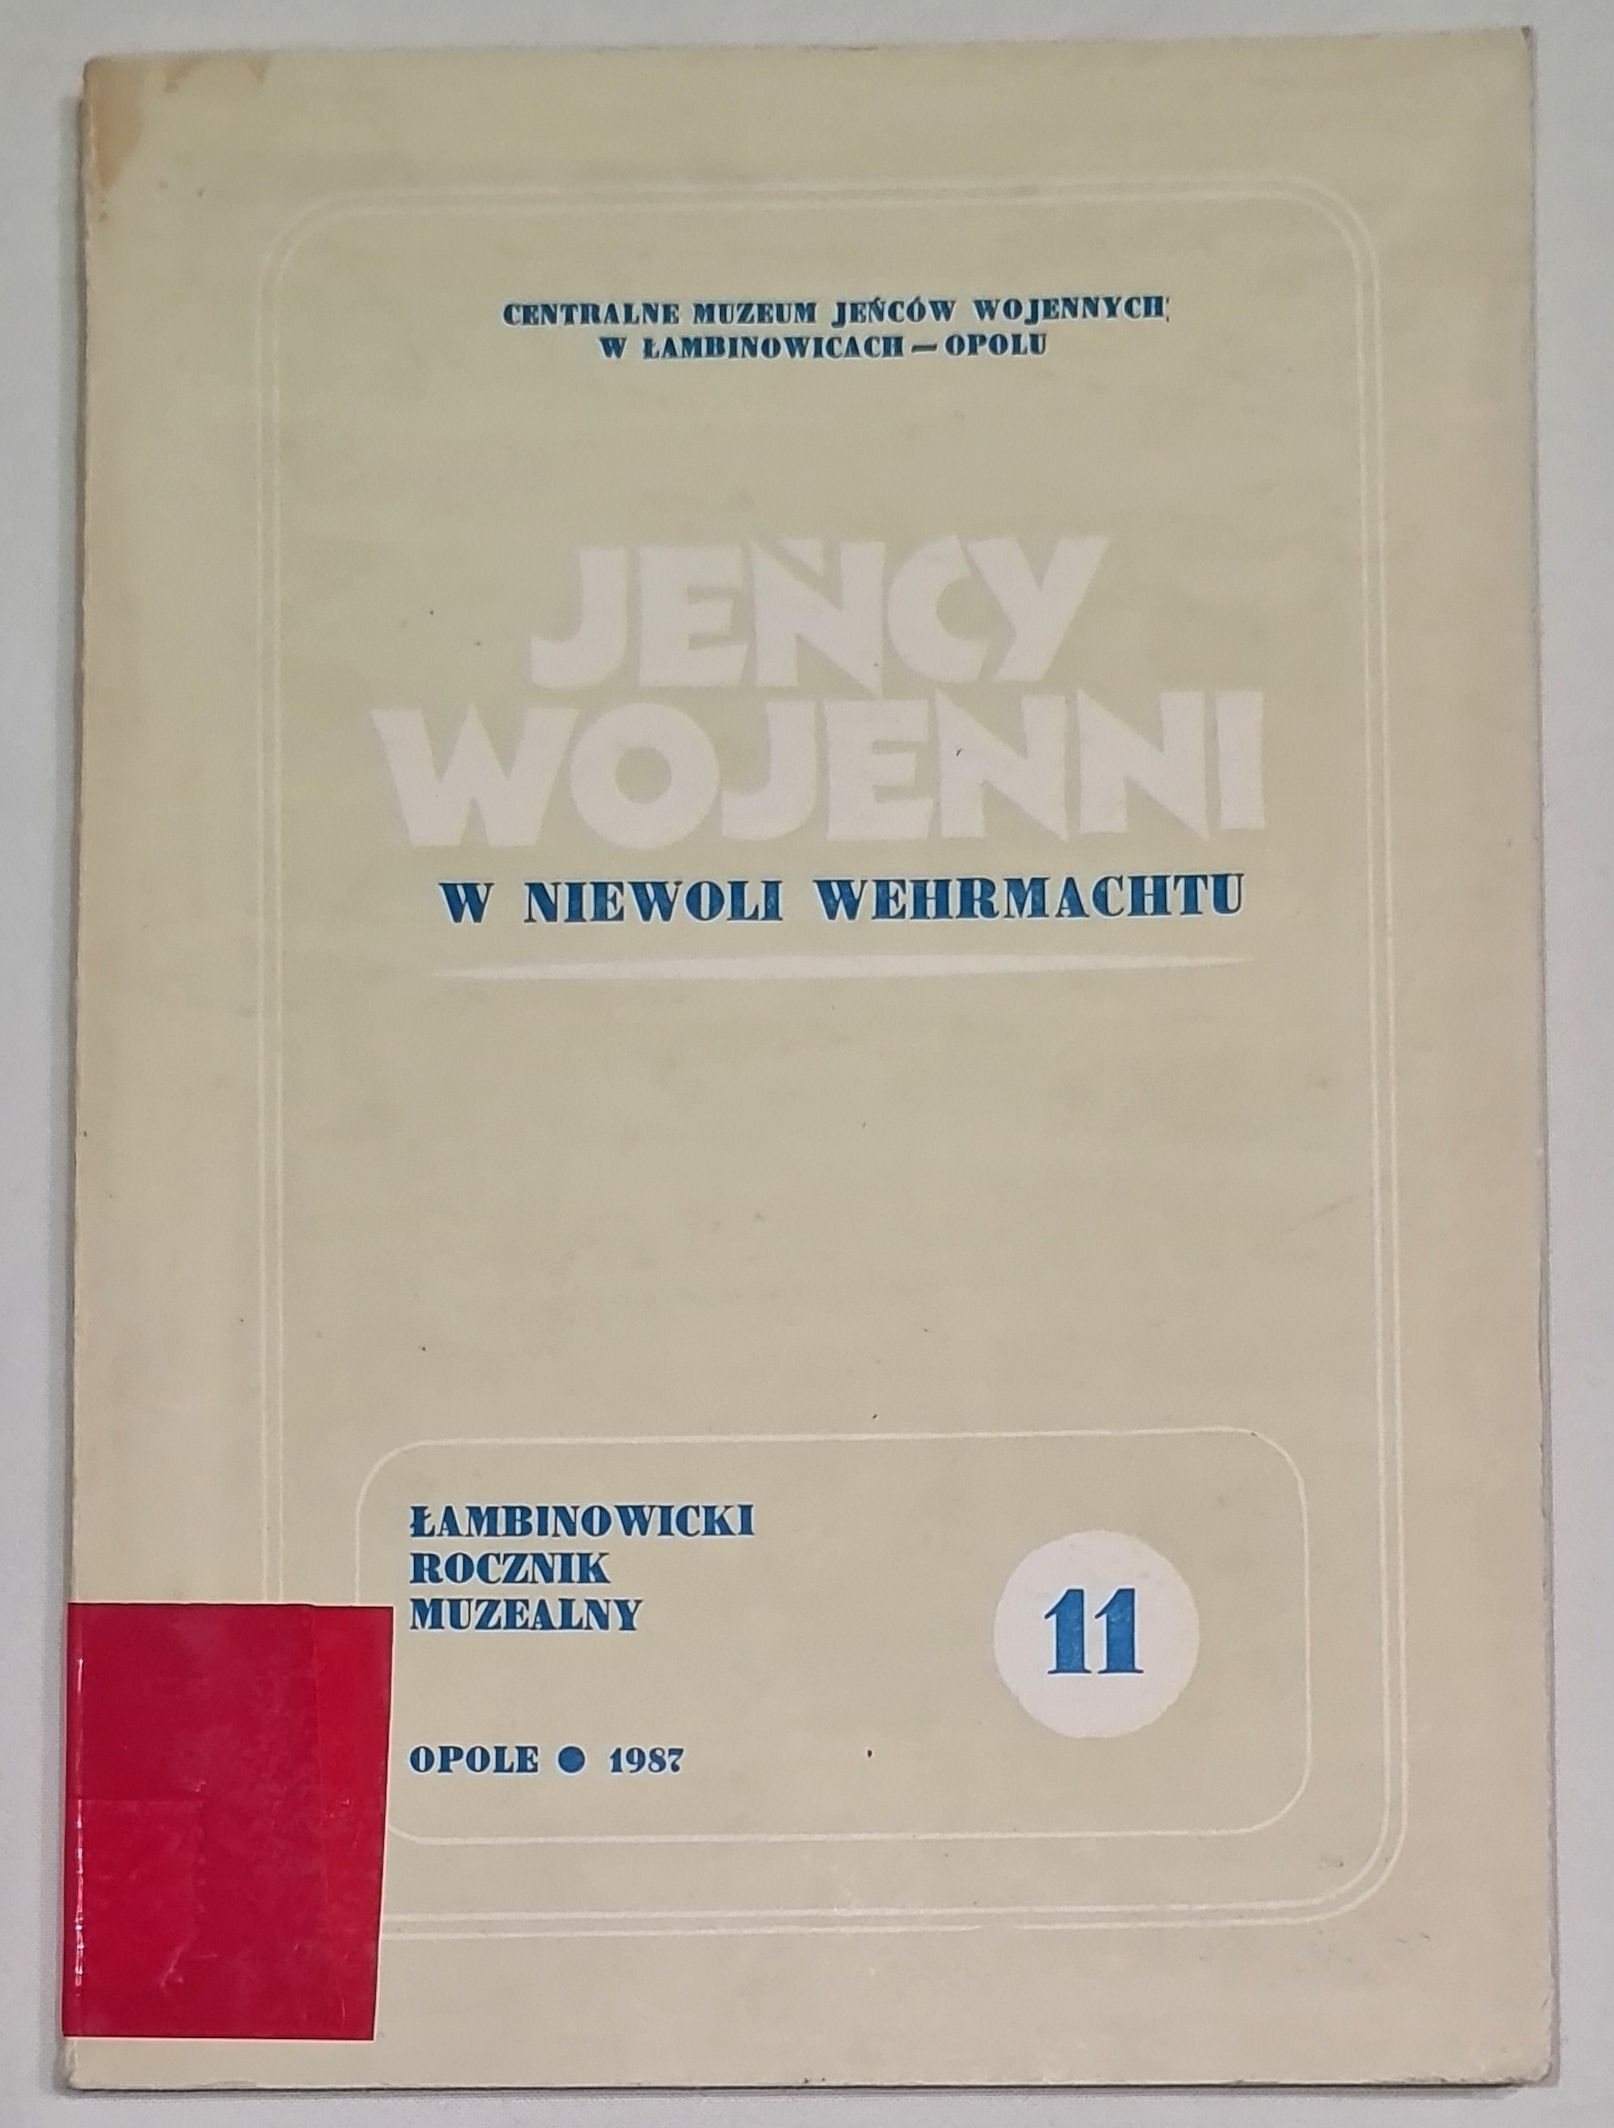 CENTRALNE MUZEUM JEŃCÓW WOJENNYCH
W ŁAMBINOWICACH — OPOLU
JEŃCY
WOJENNI
W NIEWOLI WEHRMACHTU
ŁAMBINOWICKI
ROCZNIK
MUZEALNY
11
OPOLE ● 1987